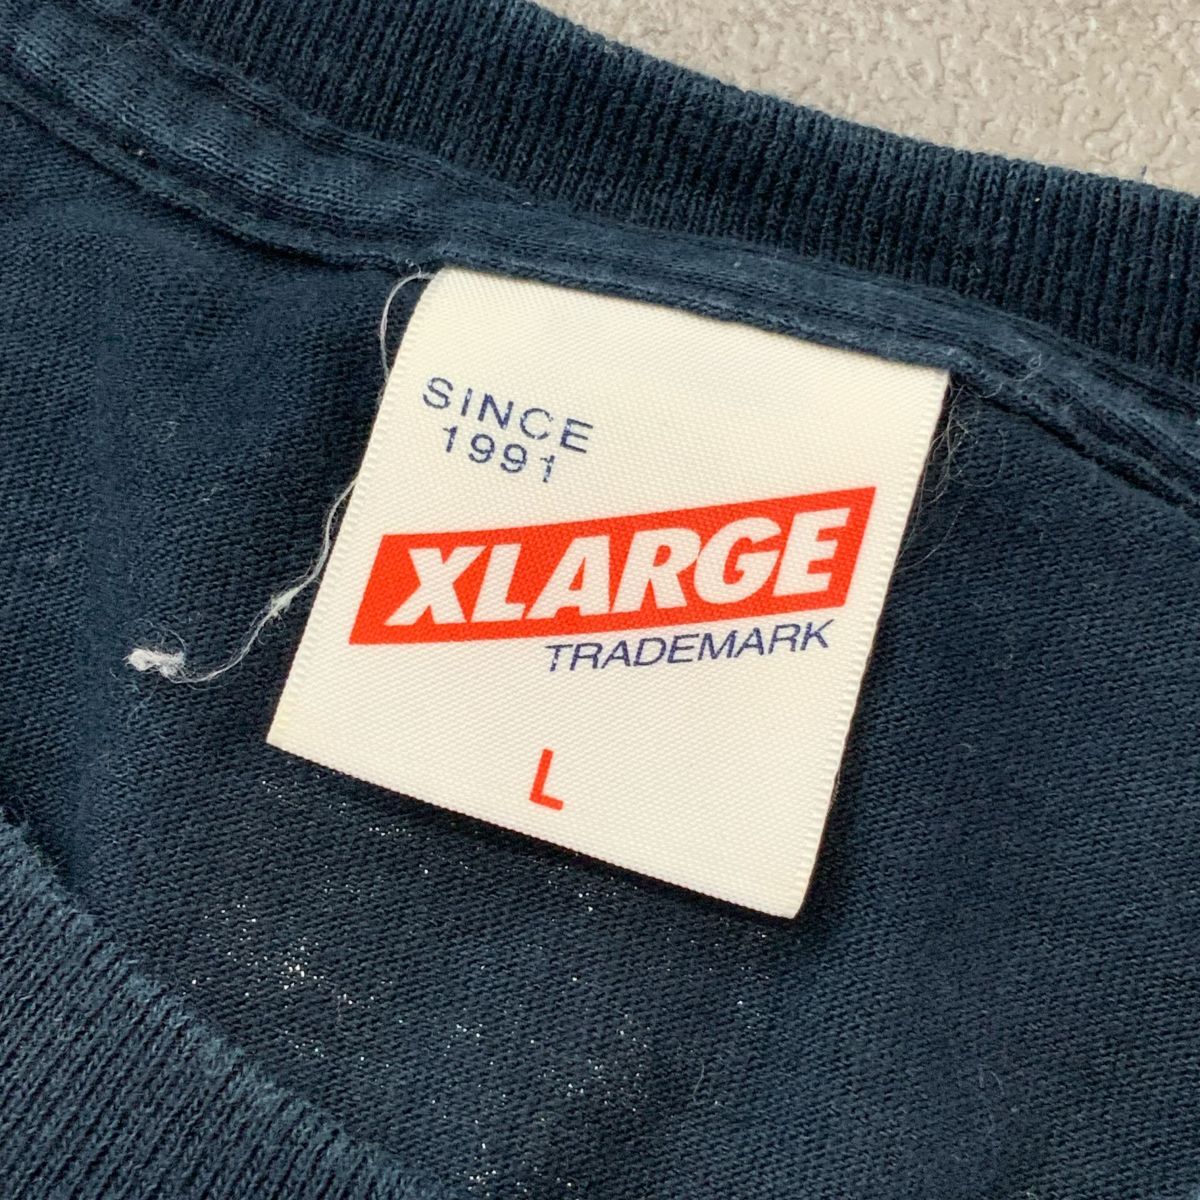 SINCE
1991
XLARGE
TRADEMARK
L